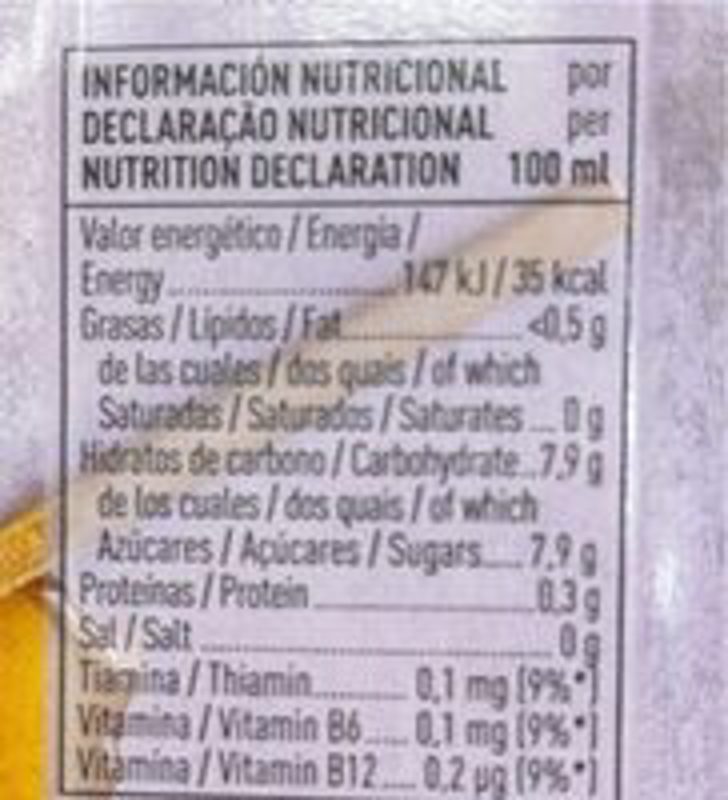 INFORMACIÓN NUTRICIONAL por
DECLARAÇÃO NUTRICIONAL per
NUTRITION DECLARATION 100 ml
Valor energético / Energia /
Energy ........................ 147 kJ / 35 kcal
Grasas / Lípidos / Fat .................... <0,5 g
de las cuales / dos quais / of which
Saturadas / Saturados / Saturates .... 0 g
Hidratos de carbono / Carbohydrate.. 7,9 g
de los cuales / dos quais / of which
Azúcares / Açúcares / Sugars...... 7,9 g
Proteínas / Protein ........................ 0,3 g
Sal / Salt ........................................ 0 g
Tiamina / Thiamin............ 0,1 mg (9%*)
Vitamina / Vitamin B6 ...... 0,1 mg (9%*)
Vitamina / Vitamin B12 .... 0,2 µg (9%*)